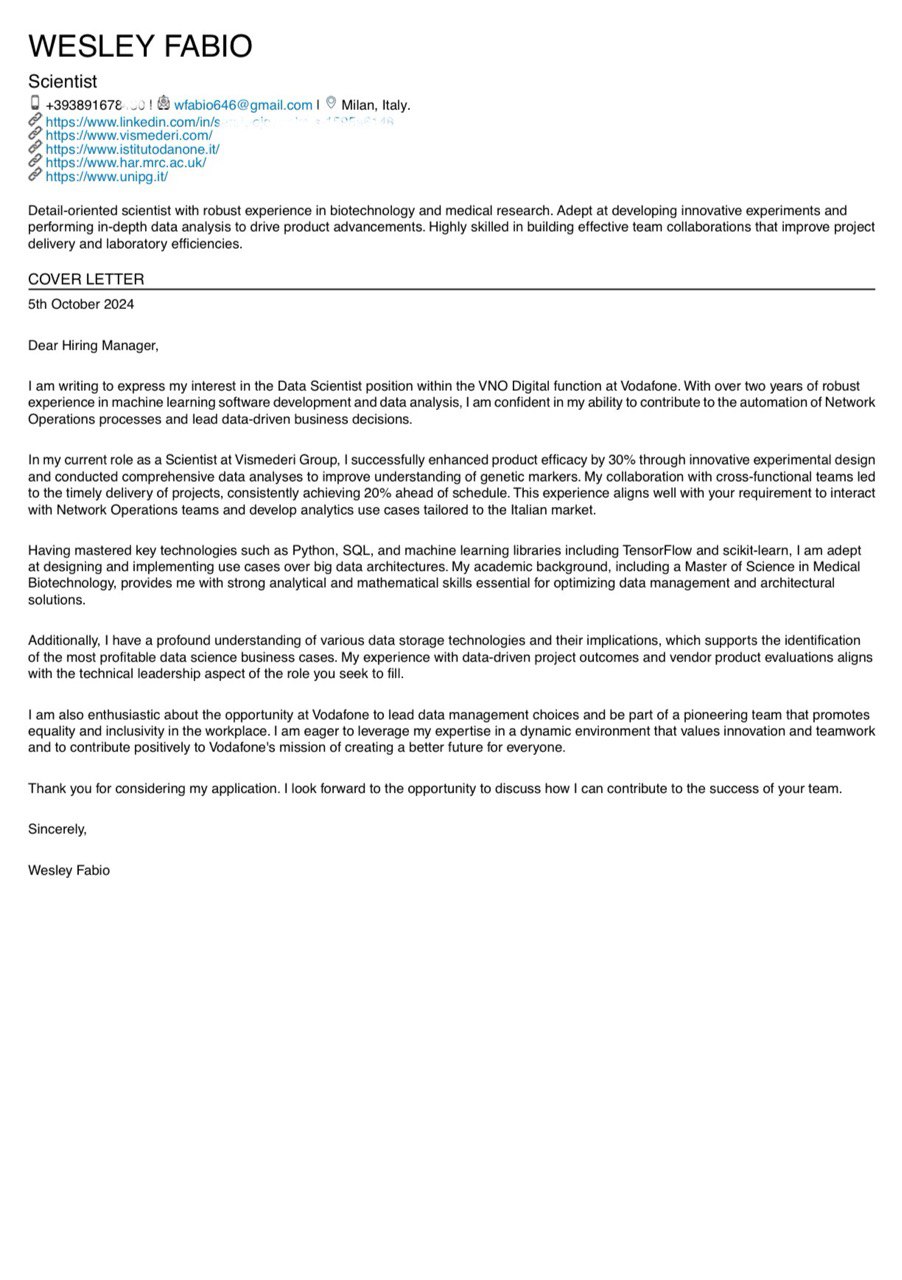 WESLEY FABIO
Scientist
+393891678 | wfabio646@gmail.com | Milan, Italy.
https://www.linkedin.com/in/s
https://www.vismederi.com/
https://www.istitutodanone.it/
https://www.har.mrc.ac.uk/
https://www.unipg.it/
Detail-oriented scientist with robust experience in biotechnology and medical research. Adept at developing innovative experiments and
performing in-depth data analysis to drive product advancements. Highly skilled in building effective team collaborations that improve project
delivery and laboratory efficiencies.
COVER LETTER
5th October 2024
Dear Hiring Manager,
I am writing to express my interest in the Data Scientist position within the VNO Digital function at Vodafone. With over two years of robust
experience in machine learning software development and data analysis, I am confident in my ability to contribute to the automation of Network
Operations processes and lead data-driven business decisions.
In my current role as a Scientist at Vismederi Group, I successfully enhanced product efficacy by 30% through innovative experimental design
and conducted comprehensive data analyses to improve understanding of genetic markers. My collaboration with cross-functional teams led
to the timely delivery of projects, consistently achieving 20% ahead of schedule. This experience aligns well with your requirement to interact
with Network Operations teams and develop analytics use cases tailored to the Italian market.
Having mastered key technologies such as Python, SQL, and machine learning libraries including TensorFlow and scikit-learn, I am adept
at designing and implementing use cases over big data architectures. My academic background, including a Master of Science in Medical
Biotechnology, provides me with strong analytical and mathematical skills essential for optimizing data management and architectural
solutions.
Additionally, I have a profound understanding of various data storage technologies and their implications, which supports the identification
of the most profitable data science business cases. My experience with data-driven project outcomes and vendor product evaluations aligns
with the technical leadership aspect of the role you seek to fill.
I am also enthusiastic about the opportunity at Vodafone to lead data management choices and be part of a pioneering team that promotes
equality and inclusivity in the workplace. I am eager to leverage my expertise in a dynamic environment that values innovation and teamwork
and to contribute positively to Vodafone's mission of creating a better future for everyone.
Thank you for considering my application. I look forward to the opportunity to discuss how I can contribute to the success of your team.
Sincerely,
Wesley Fabio